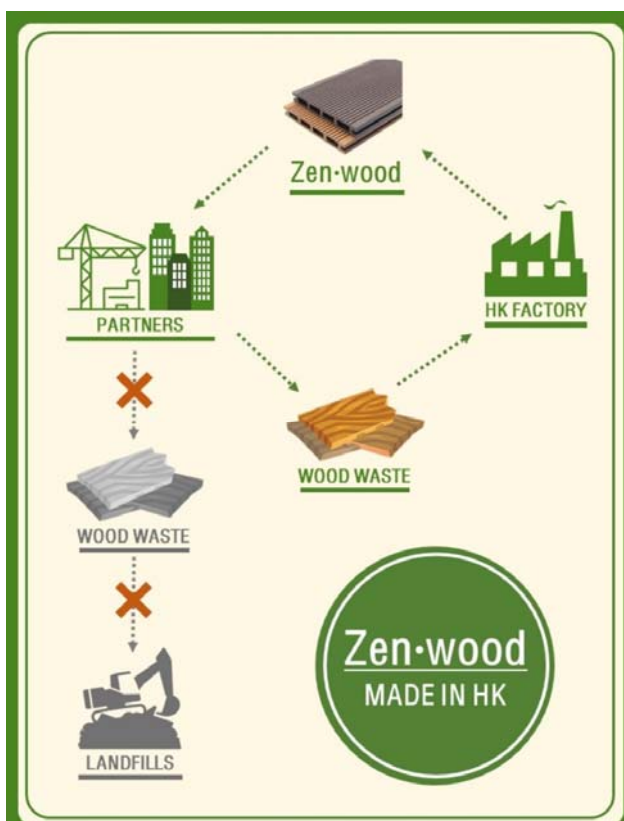 Zen·wood
PARTNERS
HK FACTORY
WOOD WASTE
WOOD WASTE
LANDFILLS
Zen·wood
MADE IN HK